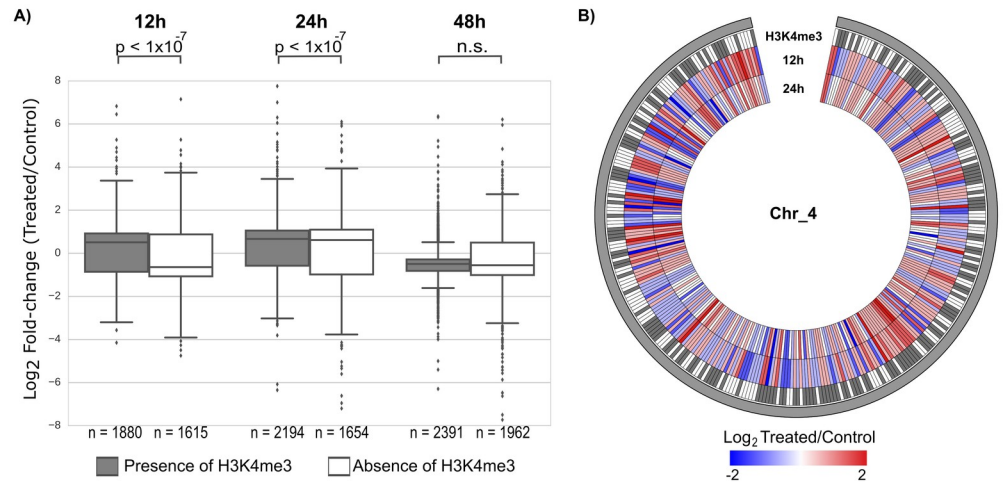 A)
12h
24h
48h
p < 1x10^-7
p < 1x10^-7
n.s.
Log2 Fold-change (Treated/Control)
8
6
4
2
0
−2
−4
−6
−8
n = 1880
n = 1615
n = 2194
n = 1654
n = 2391
n = 1962
Presence of H3K4me3
Absence of H3K4me3
B)
H3K4me3
12h
24h
Chr_4
Log2 Treated/Control
-2
2